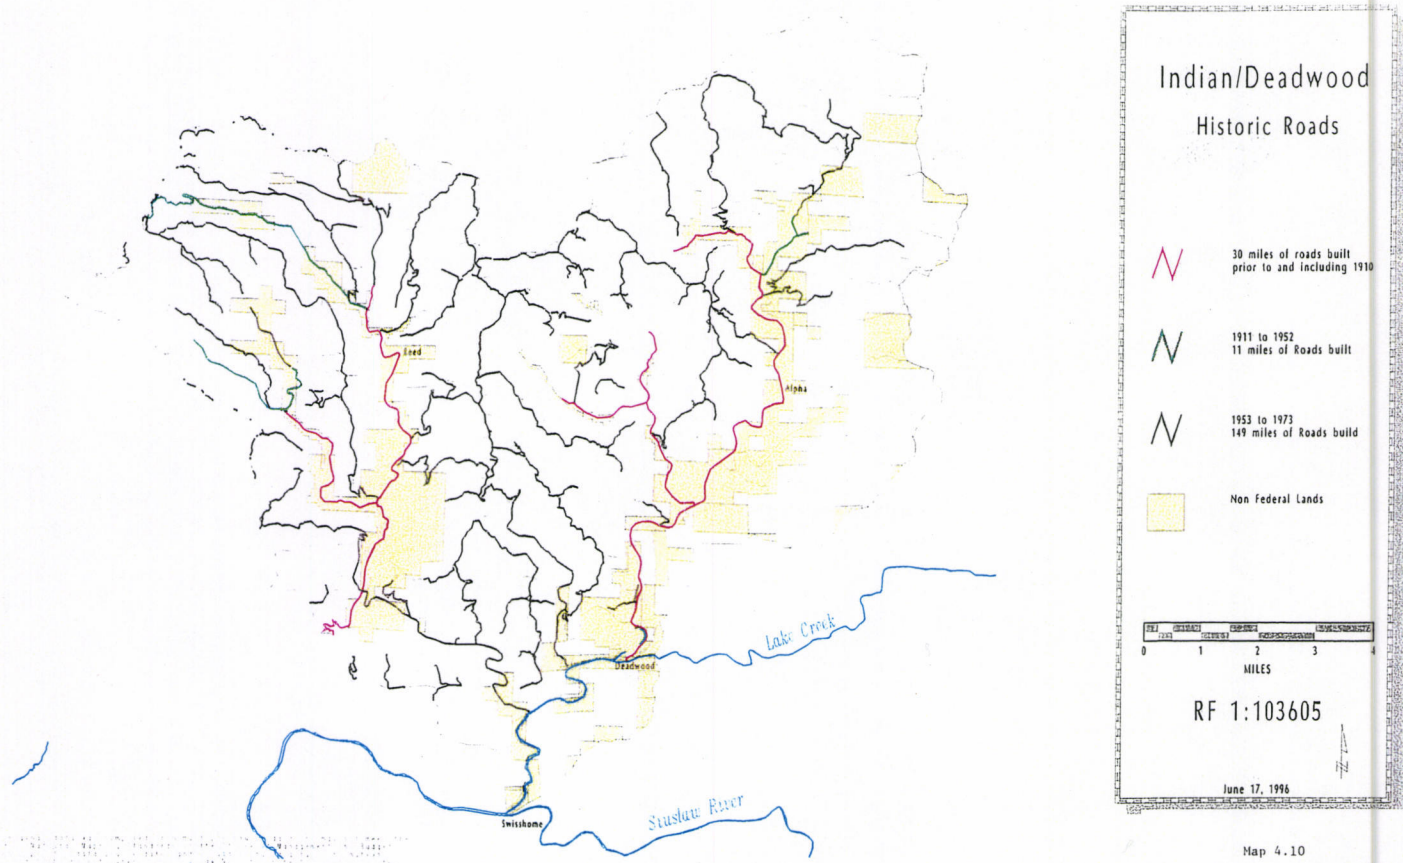 Indian/Deadwood
Historic Roads
30 miles of roads built
prior to and including 1910
1911 to 1952
11 miles of Roads built
1953 to 1973
149 miles of Roads build
Non Federal Lands
0 1 2 3 4
MILES
RF 1:103605
June 17, 1996
Map 4.10
Reed
Alpha
Lake Creek
Deadwood
Swisshome
Siuslaw River